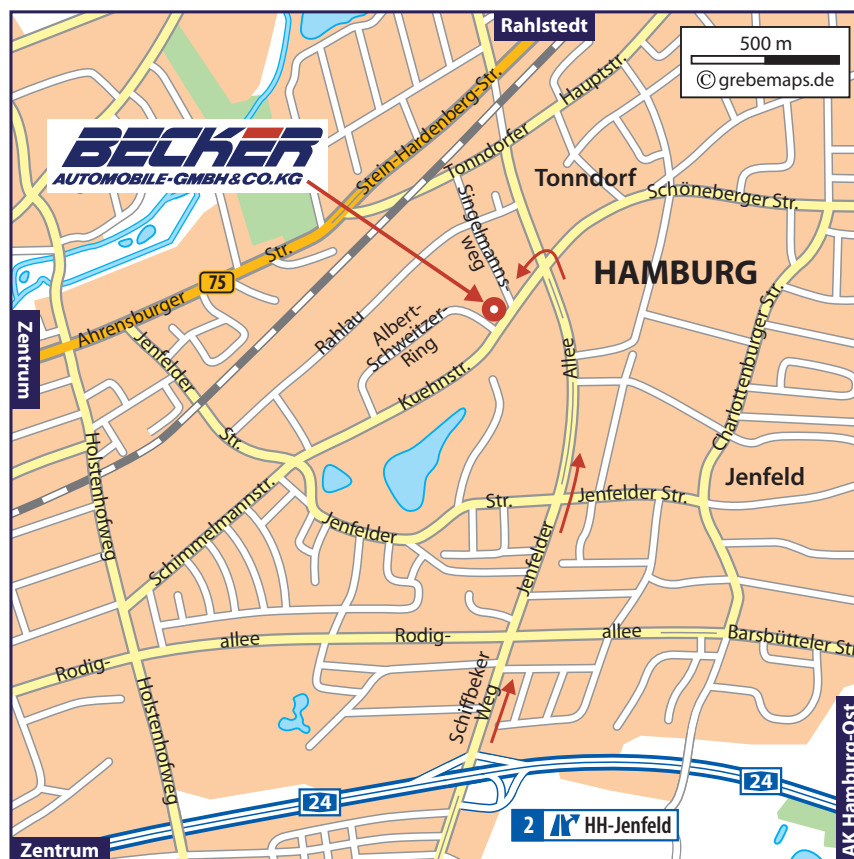 Rahlstedt
500 m
© grebemaps.de
BECKER
AUTOMOBILE-GMBH & CO.KG
Stein-Hardenberg-Str.
Tonndorfer
Hauptstr.
Tonndorf
Schöneberger Str.
Singelmanns-
weg
HAMBURG
Ahrensburger
Str.
75
Zentrum
Rahlau
Albert-
Schweitzer-
Ring
Kuehnstr.
Allee
Charlottenburger Str.
Jenfelder
Str.
Jenfelder
Str.
Jenfelder Str.
Jenfeld
Holstenhofweg
Schimmelmannstr.
Jenfelder
Rodig-
allee
Rodig-
allee
Barsbütteler Str.
Holstenhofweg
Schiffbeker
Weg
24
24
2 HH-Jenfeld
Zentrum
AK Hamburg-Ost